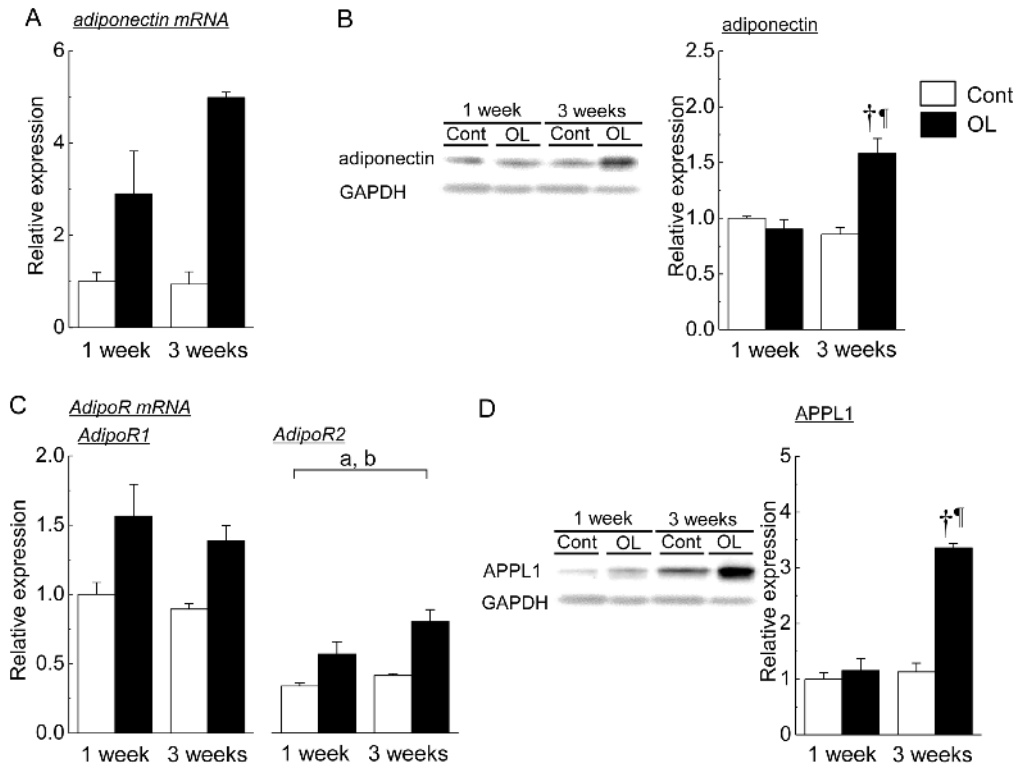 A
adiponectin mRNA
Relative expression
6
4
2
0
1 week 3 weeks
B
1 week 3 weeks
Cont OL Cont OL
adiponectin
GAPDH
adiponectin
Relative expression
2.5
2.0
1.5
1.0
0.5
0.0
†¶
1 week 3 weeks
Cont
OL
C
AdipoR mRNA
AdipoR1
AdipoR2
Relative expression
2.0
1.5
1.0
0.5
0.0
a, b
1 week 3 weeks
1 week 3 weeks
D
1 week 3 weeks
Cont OL Cont OL
APPL1
GAPDH
APPL1
Relative expression
5
4
3
2
1
0
†¶
1 week 3 weeks